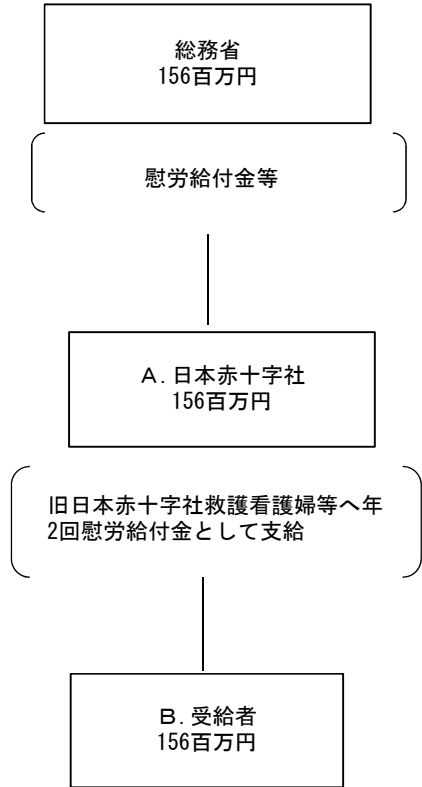 総務省
156百万円
慰労給付金等
A.日本赤十字社
156百万円
旧日本赤十字社救護看護婦等へ年
2回慰労給付金として支給
B.受給者
156百万円